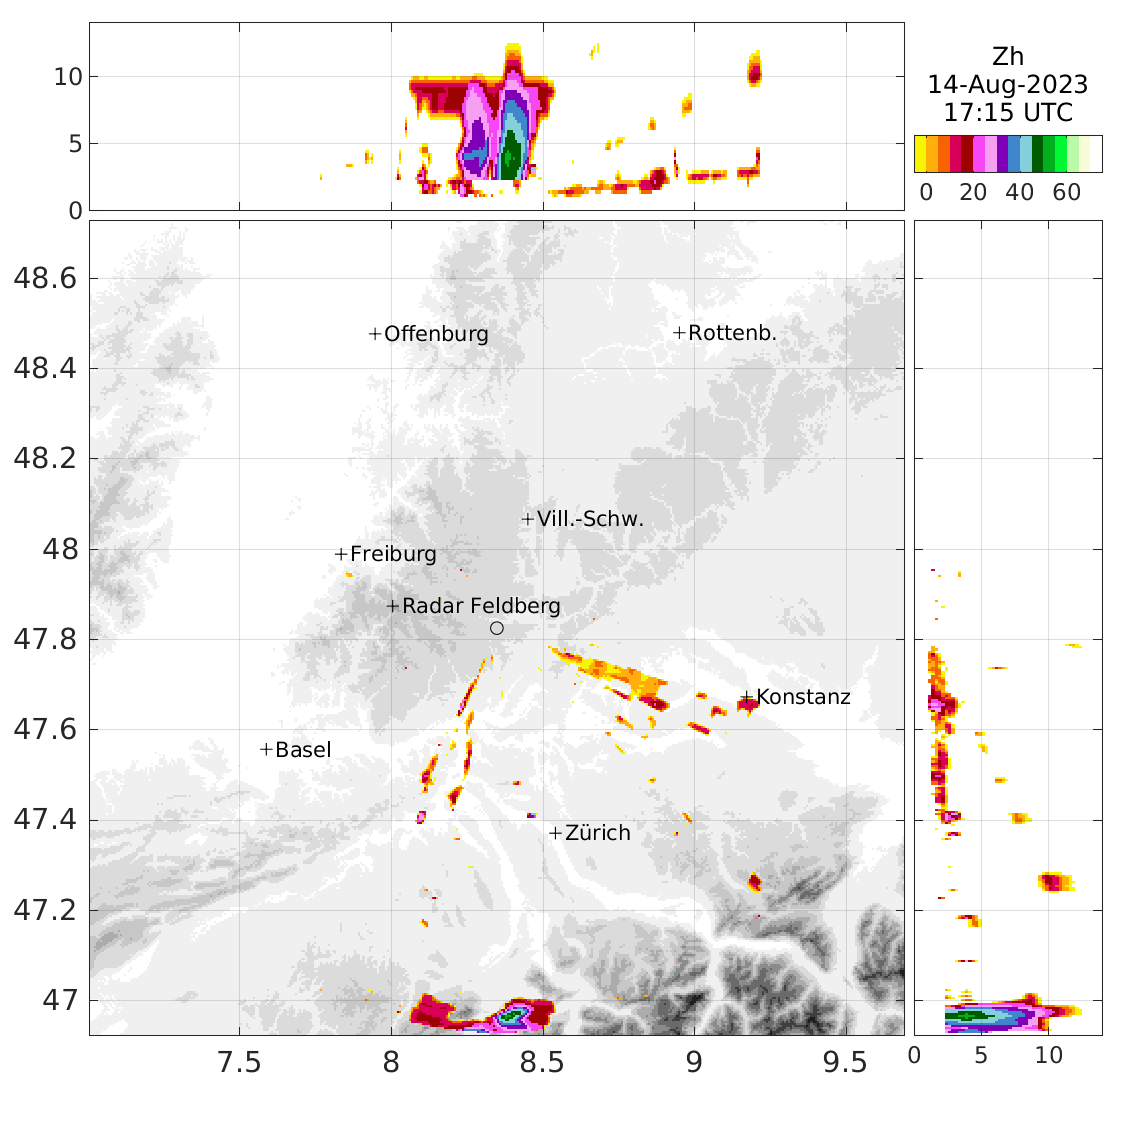 10
5
0
Zh
14-Aug-2023
17:15 UTC
0 20 40 60
48.6
48.4
48.2
48
47.8
47.6
47.4
47.2
47
Offenburg
Rottenb.
Vill.-Schw.
Freiburg
Radar Feldberg
Konstanz
Basel
Zürich
7.5 8 8.5 9 9.5
0 5 10